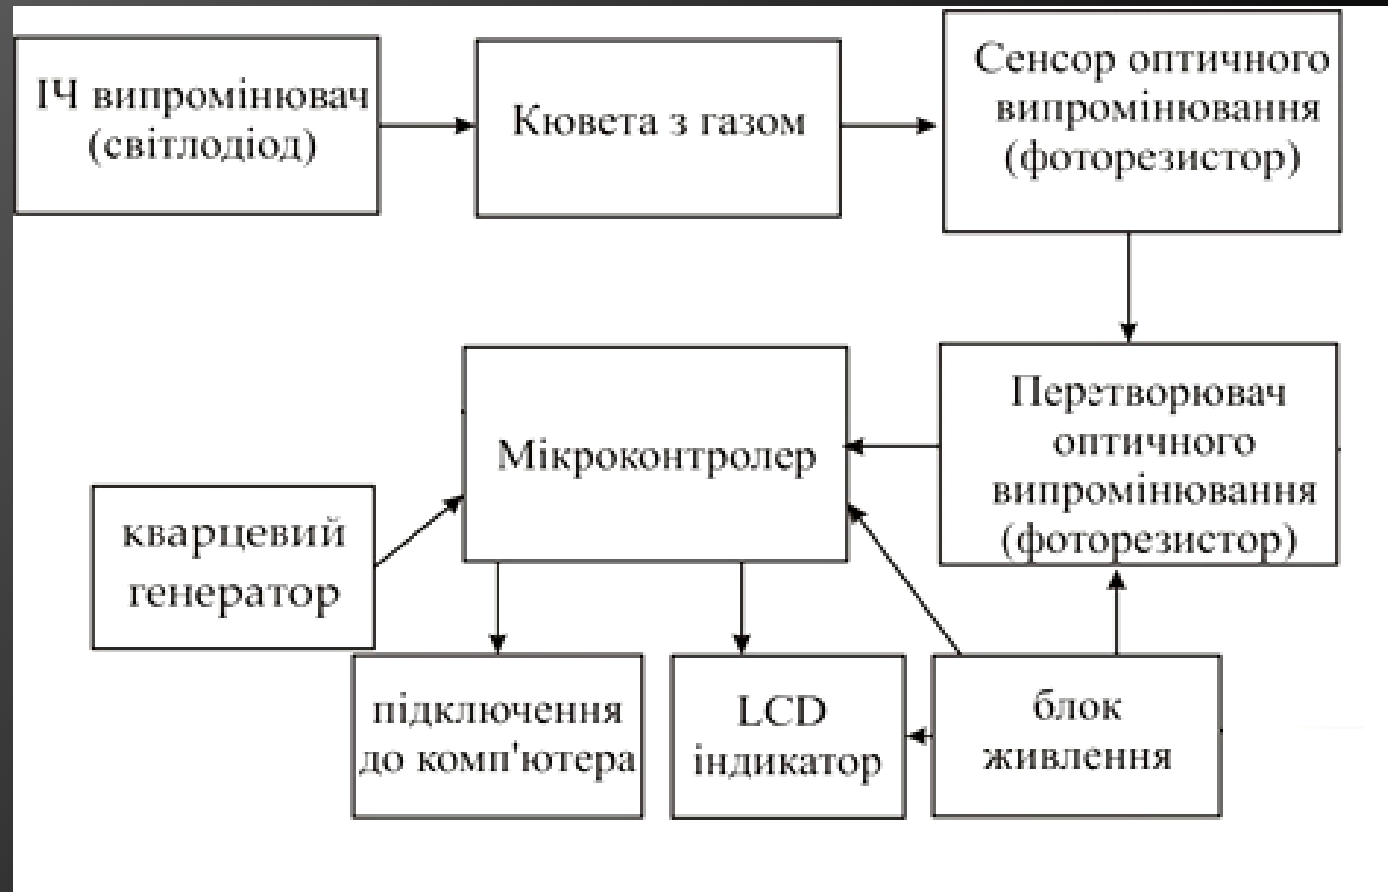 ІЧ випромінювач
(світлодіод)
Кювета з газом
Сенсор оптичного
випромінювання
(фоторезистор)
Мікроконтролер
Перетворювач
оптичного
випромінювання
(фоторезистор)
кварцевий
генератор
підключення
до комп'ютера
LCD
індикатор
блок
живлення